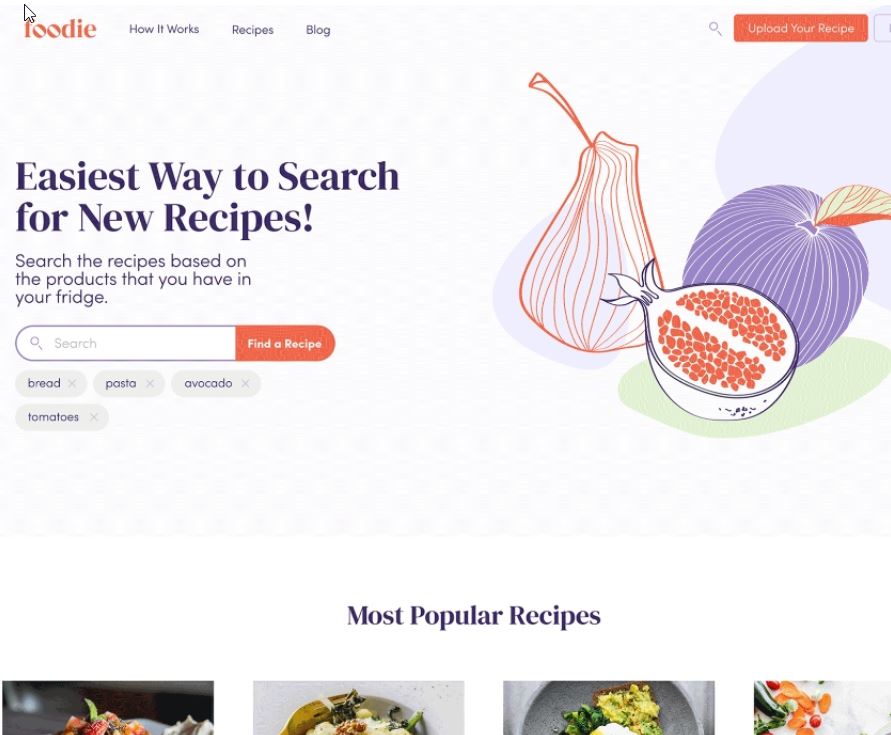 foodie
How It Works
Recipes
Blog
Upload Your Recipe
Easiest Way to Search
for New Recipes!
Search the recipes based on
the products that you have in
your fridge.
Search
Find a Recipe
bread
pasta
avocado
tomatoes
Most Popular Recipes